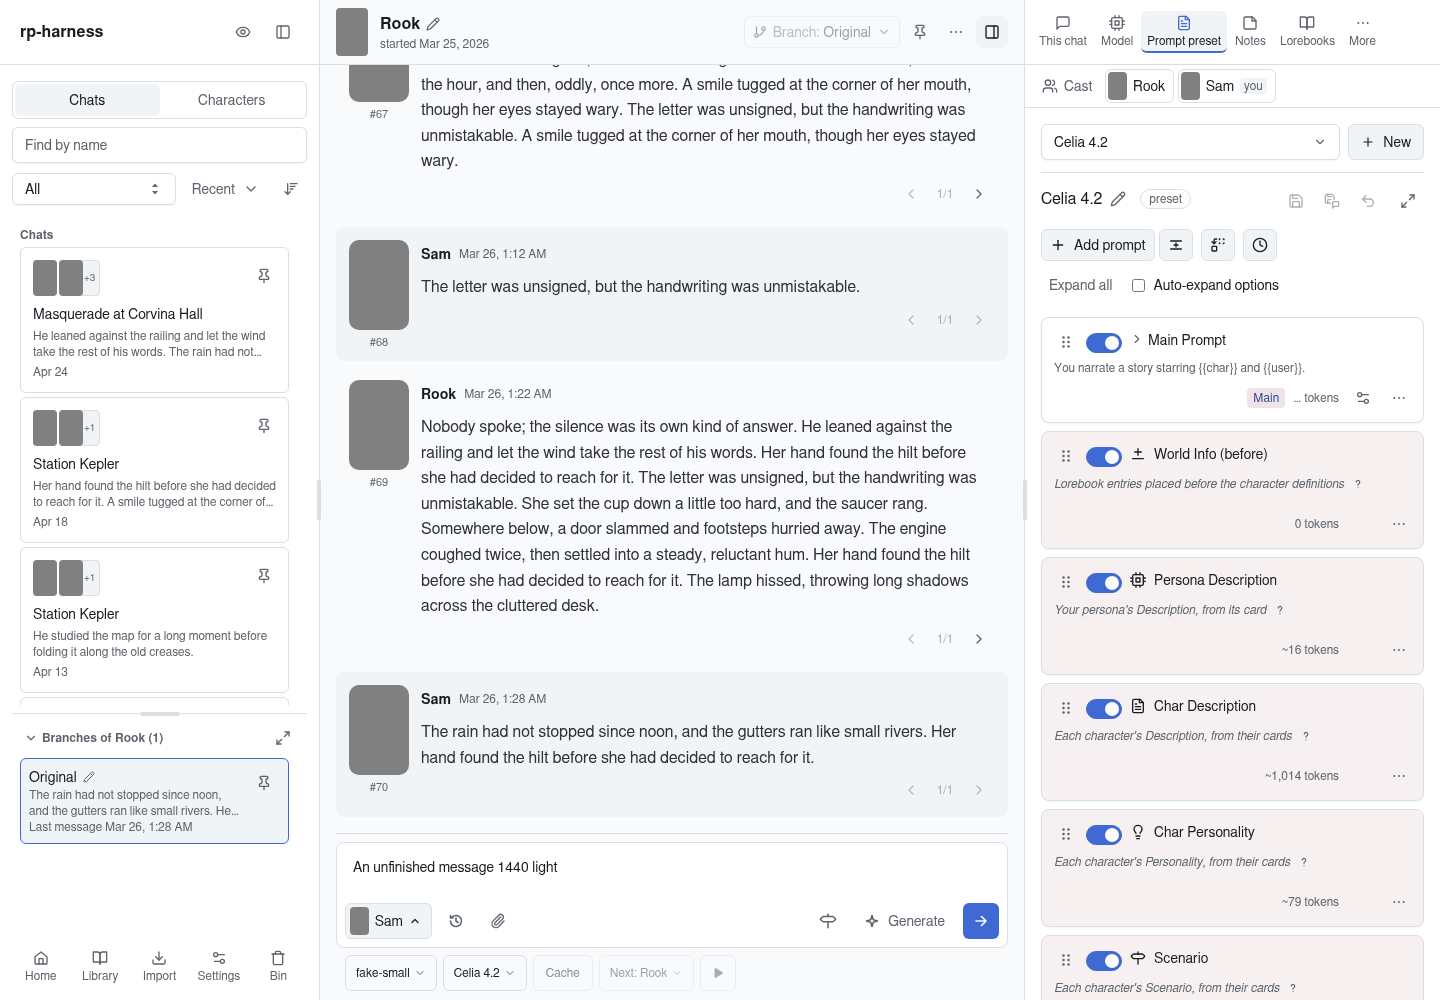 rp-harness
Chats
Characters
Find by name
All
Recent
Chats
+3
Masquerade at Corvina Hall
He leaned against the railing and let the wind
take the rest of his words. The rain had not...
Apr 24
+1
Station Kepler
Her hand found the hilt before she had decided
to reach for it. A smile tugged at the corner of...
Apr 18
+1
Station Kepler
He studied the map for a long moment before
folding it along the old creases.
Apr 13
Branches of Rook (1)
Original
The rain had not stopped since noon,
and the gutters ran like small rivers. He...
Last message Mar 26, 1:28 AM
Home
Library
Import
Settings
Bin
Rook
started Mar 25, 2026
Branch: Original
the hour, and then, oddly, once more. A smile tugged at the corner of her mouth,
though her eyes stayed wary. The letter was unsigned, but the handwriting was
unmistakable. A smile tugged at the corner of her mouth, though her eyes stayed
wary.
#67
1/1
Sam Mar 26, 1:12 AM
The letter was unsigned, but the handwriting was unmistakable.
1/1
#68
Rook Mar 26, 1:22 AM
Nobody spoke; the silence was its own kind of answer. He leaned against the
railing and let the wind take the rest of his words. Her hand found the hilt before
she had decided to reach for it. The letter was unsigned, but the handwriting was
unmistakable. She set the cup down a little too hard, and the saucer rang.
Somewhere below, a door slammed and footsteps hurried away. The engine
coughed twice, then settled into a steady, reluctant hum. Her hand found the hilt
before she had decided to reach for it. The lamp hissed, throwing long shadows
across the cluttered desk.
#69
1/1
Sam Mar 26, 1:28 AM
The rain had not stopped since noon, and the gutters ran like small rivers. Her
hand found the hilt before she had decided to reach for it.
#70
1/1
An unfinished message 1440 light
Sam
Generate
fake-small
Celia 4.2
Cache
Next: Rook
This chat
Model
Prompt preset
Notes
Lorebooks
More
Cast
Rook
Sam you
Celia 4.2
New
Celia 4.2
preset
Add prompt
Expand all
Auto-expand options
Main Prompt
You narrate a story starring {{char}} and {{user}}.
Main
... tokens
World Info (before)
Lorebook entries placed before the character definitions ?
0 tokens
Persona Description
Your persona's Description, from its card ?
~16 tokens
Char Description
Each character's Description, from their cards ?
~1,014 tokens
Char Personality
Each character's Personality, from their cards ?
~79 tokens
Scenario
Each character's Scenario, from their cards ?